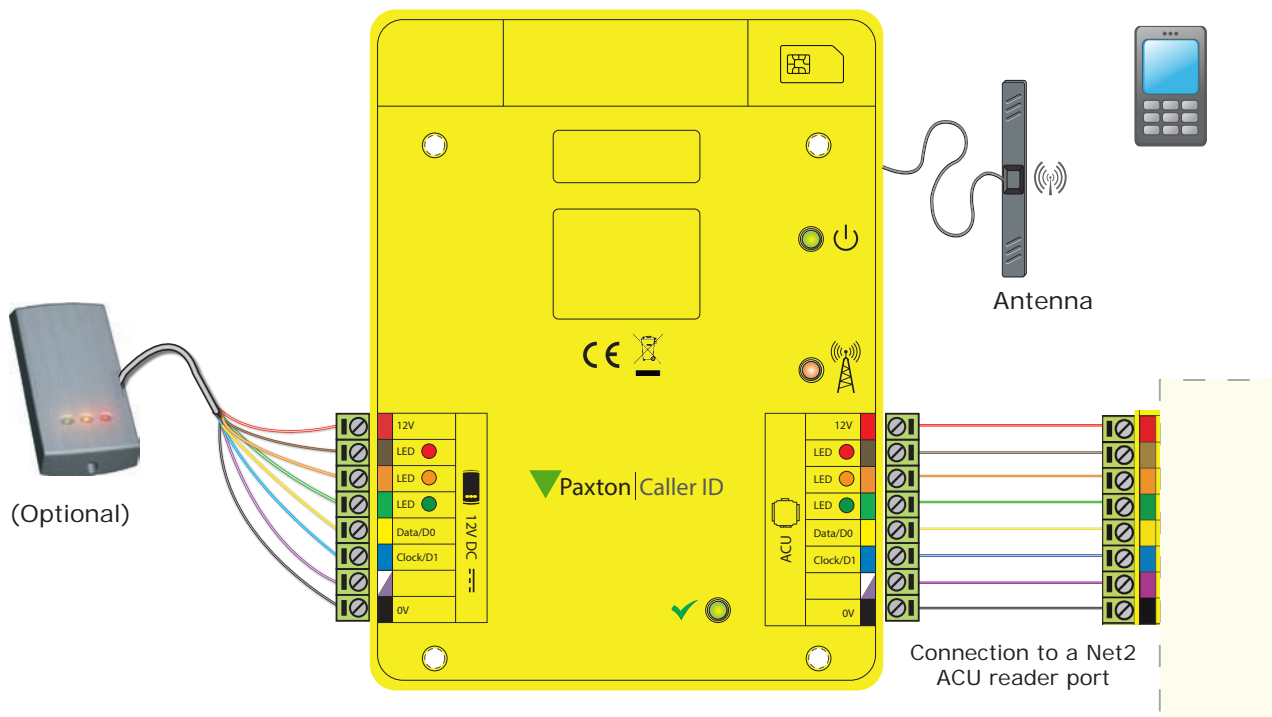 Antenna
(Optional)
12V
LED
LED
LED
Data/D0
Clock/D1
0V
12V DC
Paxton Caller ID
CE
ACU
12V
LED
LED
LED
Data/D0
Clock/D1
0V
Connection to a Net2
ACU reader port